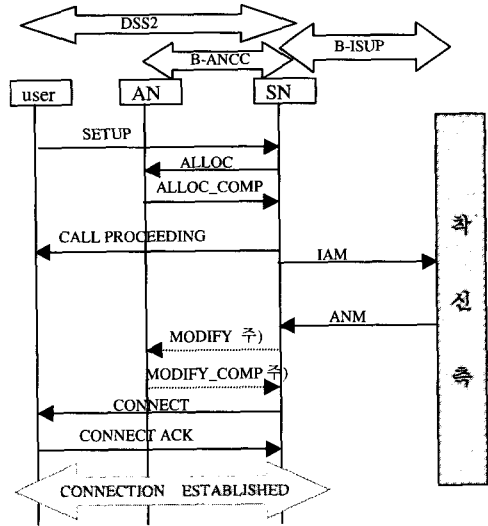 DSS2
B-ISUP
B-ANCC
user
AN
SN
SETUP
ALLOC
ALLOC_COMP
CALL PROCEEDING
IAM
ANM
MODIFY 주)
MODIFY_COMP 주)
CONNECT
CONNECT ACK
CONNECTION ESTABLISHED
착
신
측